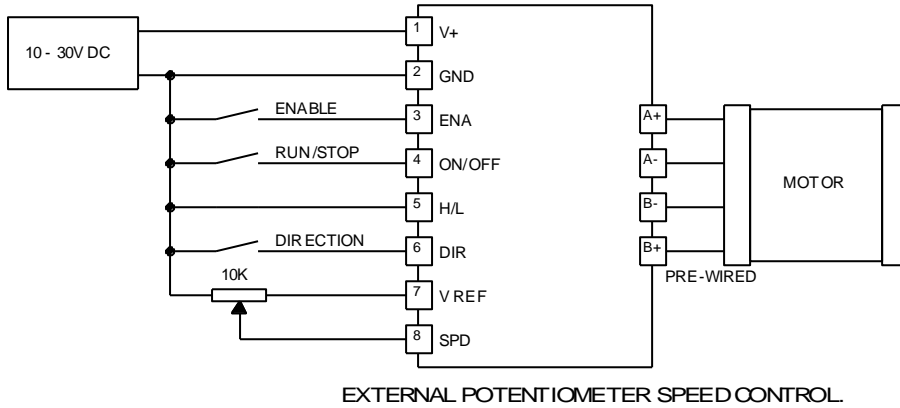 10 - 30V DC
1 V+
2 GND
ENABLE 3 ENA
RUN/STOP 4 ON/OFF
5 H/L
DIRECTION 6 DIR
10K 7 V REF
8 SPD
A+
A-
B-
B+
MOTOR
PRE-WIRED
EXTERNAL POTENTIOMETER SPEED CONTROL.